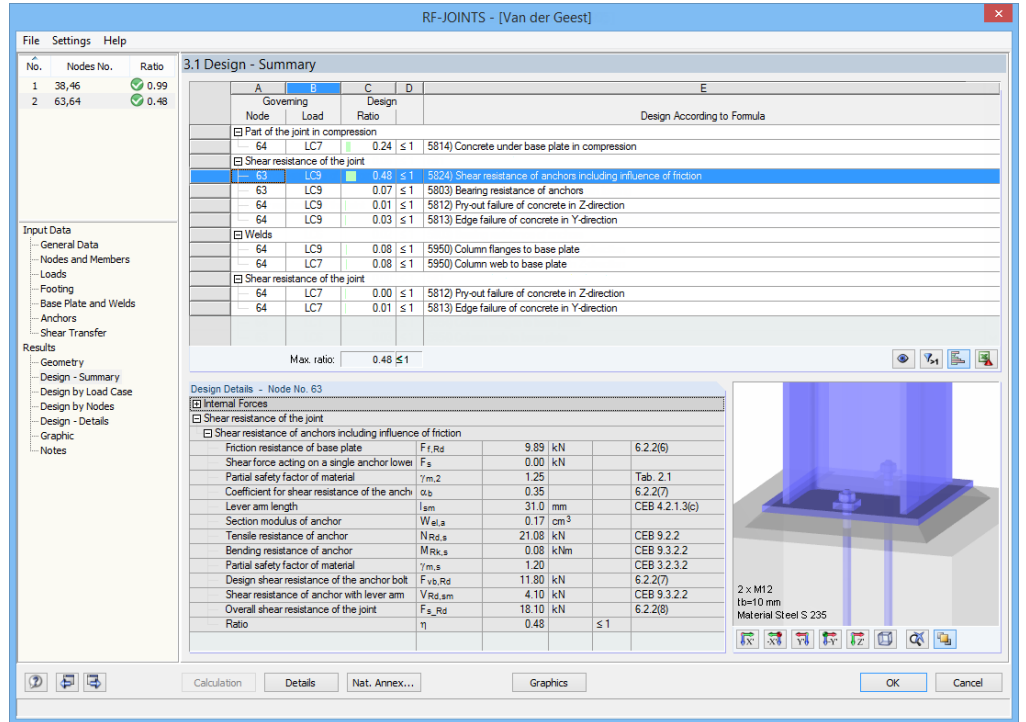 RF-JOINTS - [Van der Geest]
File Settings Help
No. Nodes No. Ratio
1 38,46 0.99
2 63,64 0.48
Input Data
General Data
Nodes and Members
Loads
Footing
Base Plate and Welds
Anchors
Shear Transfer
Results
Geometry
Design - Summary
Design by Load Case
Design by Nodes
Design - Details
Graphic
Notes
3.1 Design - Summary
A B C D E
Governing Design
Node Load Ratio Design According to Formula
Part of the joint in compression
64 LC7 0.24 ≤ 1 5814) Concrete under base plate in compression
Shear resistance of the joint
63 LC9 0.48 ≤ 1 5824) Shear resistance of anchors including influence of friction
63 LC9 0.07 ≤ 1 5803) Bearing resistance of anchors
64 LC9 0.01 ≤ 1 5812) Pry-out failure of concrete in Z-direction
64 LC9 0.03 ≤ 1 5813) Edge failure of concrete in Y-direction
Welds
64 LC9 0.08 ≤ 1 5950) Column flanges to base plate
64 LC7 0.08 ≤ 1 5950) Column web to base plate
Shear resistance of the joint
64 LC7 0.00 ≤ 1 5812) Pry-out failure of concrete in Z-direction
64 LC7 0.01 ≤ 1 5813) Edge failure of concrete in Y-direction
Max. ratio: 0.48 ≤ 1
Design Details - Node No. 63
Internal Forces
Shear resistance of the joint
Shear resistance of anchors including influence of friction
Friction resistance of base plate Ff,Rd 9.89 kN 6.2.2(6)
Shear force acting on a single anchor lower Fs 0.00 kN
Partial safety factor of material γm,2 1.25 Tab. 2.1
Coefficient for shear resistance of the ancho αb 0.35 6.2.2(7)
Lever arm length lsm 31.0 mm CEB 4.2.1.3(c)
Section modulus of anchor Wel,a 0.17 cm3
Tensile resistance of anchor NRd,s 21.08 kN CEB 9.2.2
Bending resistance of anchor MRk,s 0.08 kNm CEB 9.3.2.2
Partial safety factor of material γm,s 1.20 CEB 3.2.3.2
Design shear resistance of the anchor bolt Fvb,Rd 11.80 kN 6.2.2(7)
Shear resistance of anchor with lever arm VRd,sm 4.10 kN CEB 9.3.2.2
Overall shear resistance of the joint Fs_Rd 18.10 kN 6.2.2(8)
Ratio η 0.48 ≤ 1
2 x M12
tb=10 mm
Material Steel S 235
Calculation Details Nat. Annex... Graphics OK Cancel